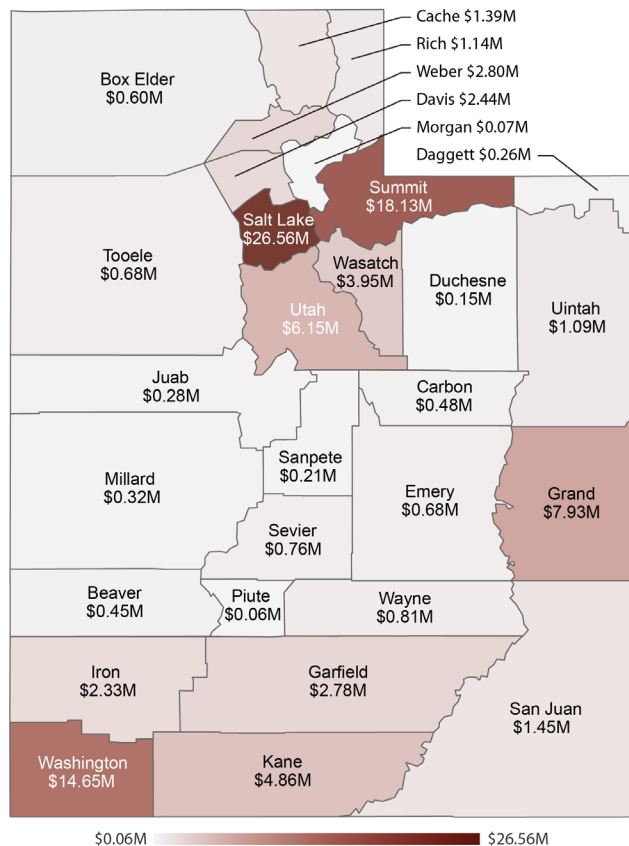 Cache $1.39M
Rich $1.14M
Weber $2.80M
Davis $2.44M
Morgan $0.07M
Daggett $0.26M
Box Elder
$0.60M
Summit
$18.13M
Salt Lake
$26.56M
Tooele
$0.68M
Wasatch
$3.95M
Duchesne
$0.15M
Uintah
$1.09M
Utah
$6.15M
Juab
$0.28M
Carbon
$0.48M
Sanpete
$0.21M
Millard
$0.32M
Emery
$0.68M
Grand
$7.93M
Sevier
$0.76M
Beaver
$0.45M
Piute
$0.06M
Wayne
$0.81M
Iron
$2.33M
Garfield
$2.78M
San Juan
$1.45M
Washington
$14.65M
Kane
$4.86M
$0.06M
$26.56M